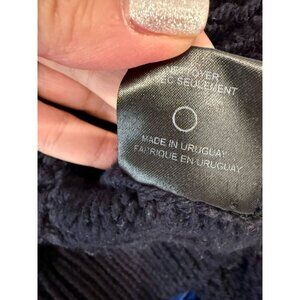 NETTOYER
SEC SEULEMENT
MADE IN URUGUAY
FABRIQUÉ EN URUGUAY